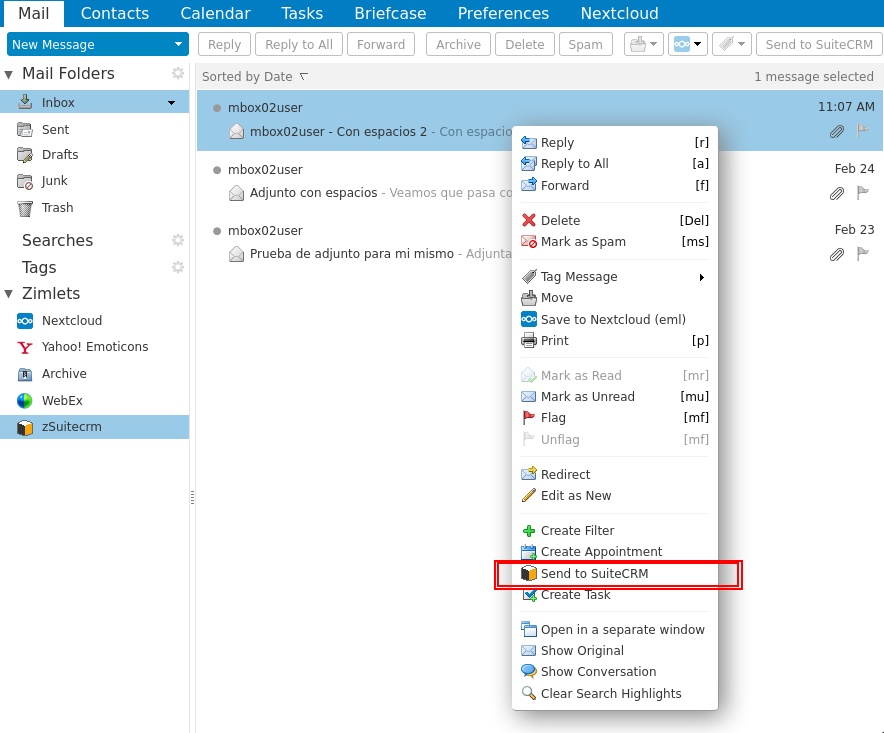 Mail Contacts Calendar Tasks Briefcase Preferences Nextcloud
New Message Reply Reply to All Forward Archive Delete Spam Send to SuiteCRM
Mail Folders
Inbox
Sent
Drafts
Junk
Trash
Searches
Tags
Zimlets
Nextcloud
Yahoo! Emoticons
Archive
WebEx
zSuitecrm
Sorted by Date 1 message selected
mbox02user 11:07 AM
mbox02user - Con espacios 2 - Con espacio
mbox02user Feb 24
Adjunto con espacios - Veamos que pasa co
mbox02user Feb 23
Prueba de adjunto para mi mismo - Adjunta
Reply [r]
Reply to All [a]
Forward [f]
Delete [Del]
Mark as Spam [ms]
Tag Message
Move
Save to Nextcloud (eml)
Print [p]
Mark as Read [mr]
Mark as Unread [mu]
Flag [mf]
Unflag [mf]
Redirect
Edit as New
Create Filter
Create Appointment
Send to SuiteCRM
Create Task
Open in a separate window
Show Original
Show Conversation
Clear Search Highlights